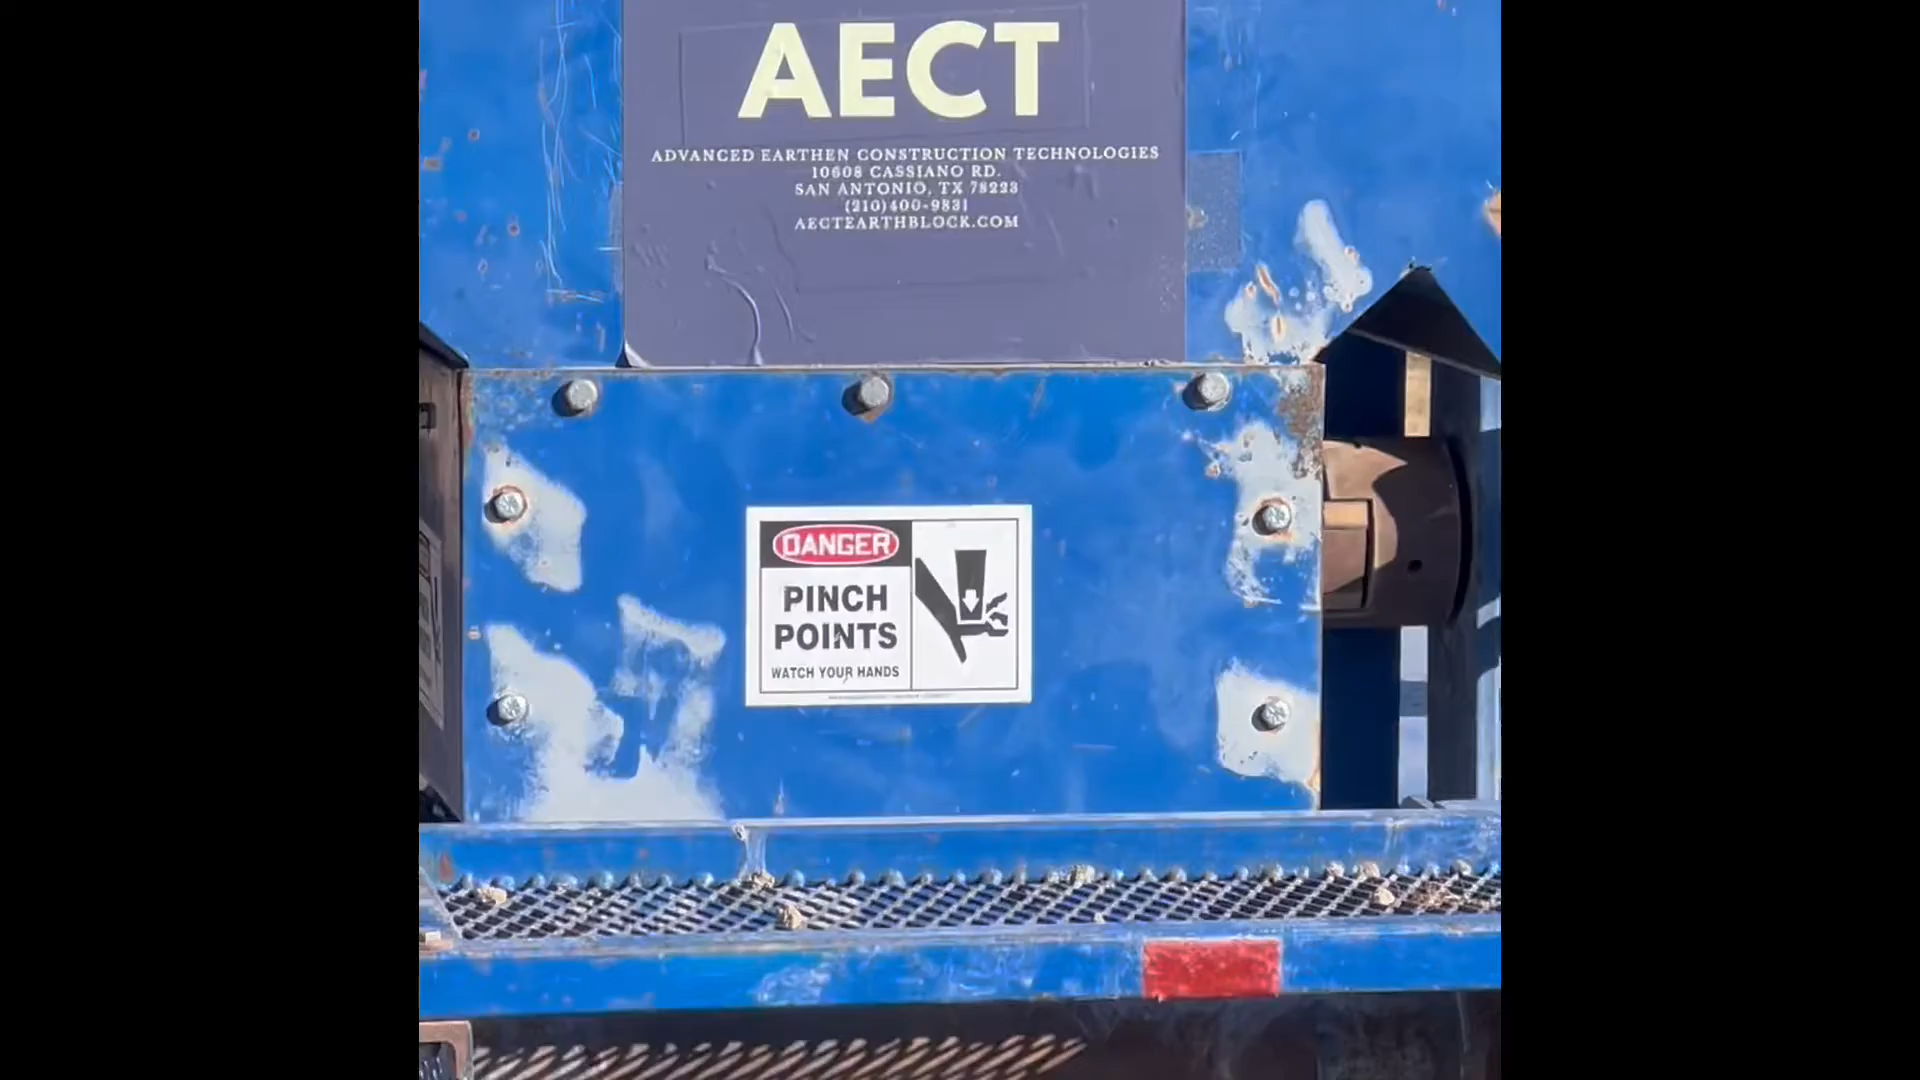 AECT
ADVANCED EARTHEN CONSTRUCTION TECHNOLOGIES
10608 CASSIANO RD.
SAN ANTONIO, TX 78223
(210)400-9831
AECTEARTHBLOCK.COM
DANGER
PINCH
POINTS
WATCH YOUR HANDS